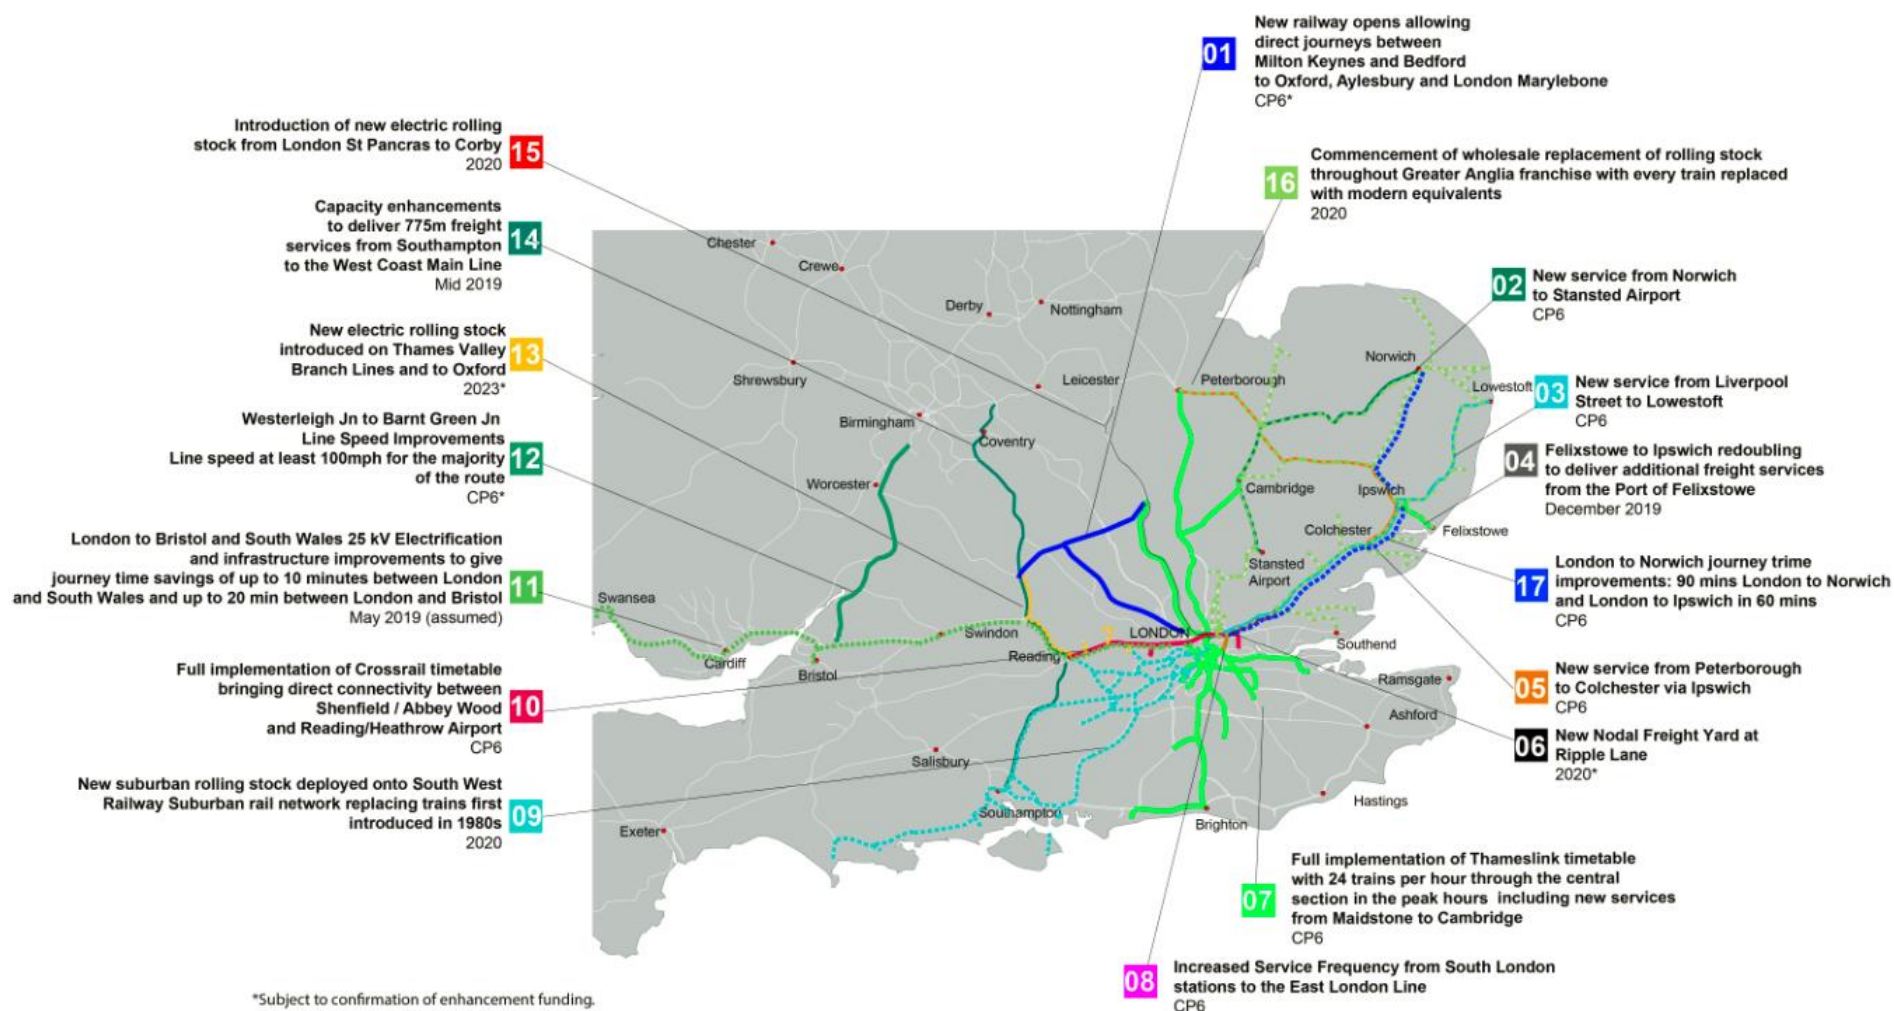 01
New railway opens allowing
direct journeys between
Milton Keynes and Bedford
to Oxford, Aylesbury and London Marylebone
CP6*
15
Introduction of new electric rolling
stock from London St Pancras to Corby
2020
16
Commencement of wholesale replacement of rolling stock
throughout Greater Anglia franchise with every train replaced
with modern equivalents
2020
14
Capacity enhancements
to deliver 775m freight
services from Southampton
to the West Coast Main Line
Mid 2019
02
New service from Norwich
to Stansted Airport
CP6
13
New electric rolling stock
introduced on Thames Valley
Branch Lines and to Oxford
2023*
03
New service from Liverpool
Street to Lowestoft
CP6
12
Westerleigh Jn to Barnt Green Jn
Line Speed Improvements
Line speed at least 100mph for the majority
of the route
CP6*
04
Felixstowe to Ipswich redoubling
to deliver additional freight services
from the Port of Felixstowe
December 2019
11
London to Bristol and South Wales 25 kV Electrification
and infrastructure improvements to give
journey time savings of up to 10 minutes between London
and South Wales and up to 20 min between London and Bristol
May 2019 (assumed)
17
London to Norwich journey trime
improvements: 90 mins London to Norwich
and London to Ipswich in 60 mins
CP6
10
Full implementation of Crossrail timetable
bringing direct connectivity between
Shenfield / Abbey Wood
and Reading/Heathrow Airport
CP6
05
New service from Peterborough
to Colchester via Ipswich
CP6
06
New Nodal Freight Yard at
Ripple Lane
2020*
09
New suburban rolling stock deployed onto South West
Railway Suburban rail network replacing trains first
introduced in 1980s
2020
07
Full implementation of Thameslink timetable
with 24 trains per hour through the central
section in the peak hours including new services
from Maidstone to Cambridge
CP6
08
Increased Service Frequency from South London
stations to the East London Line
CP6
Chester
Crewe
Derby
Nottingham
Shrewsbury
Leicester
Peterborough
Norwich
Lowestoft
Birmingham
Coventry
Worcester
Cambridge
Ipswich
Colchester
Felixstowe
Stansted
Airport
Swansea
Cardiff
Bristol
Swindon
Reading
LONDON
Southend
Ramsgate
Ashford
Salisbury
Southampton
Exeter
Brighton
Hastings
*Subject to confirmation of enhancement funding.